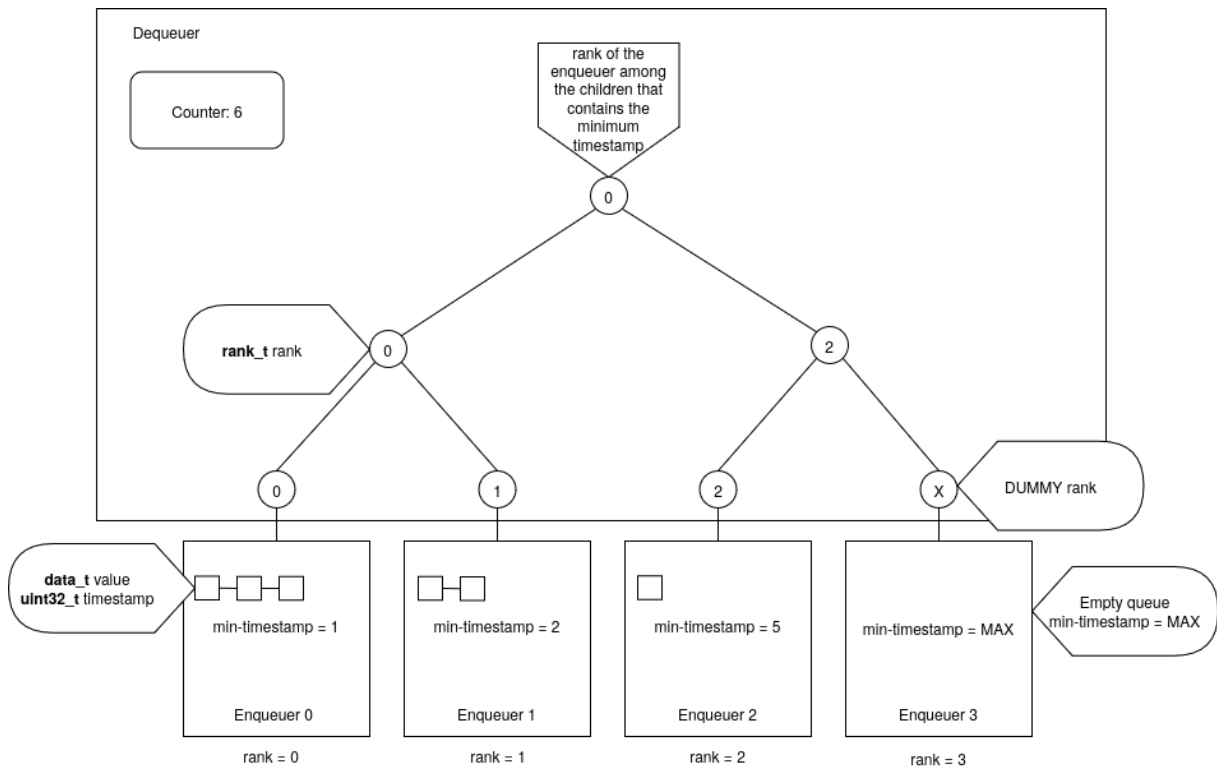 Dequeuer
Counter: 6
rank of the
enqueuer among
the children that
contains the
minimum
timestamp
0
rank_t rank
0
2
0
1
2
X
DUMMY rank
data_t value
uint32_t timestamp
min-timestamp = 1
Enqueuer 0
rank = 0
min-timestamp = 2
Enqueuer 1
rank = 1
min-timestamp = 5
Enqueuer 2
rank = 2
min-timestamp = MAX
Enqueuer 3
rank = 3
Empty queue
min-timestamp = MAX